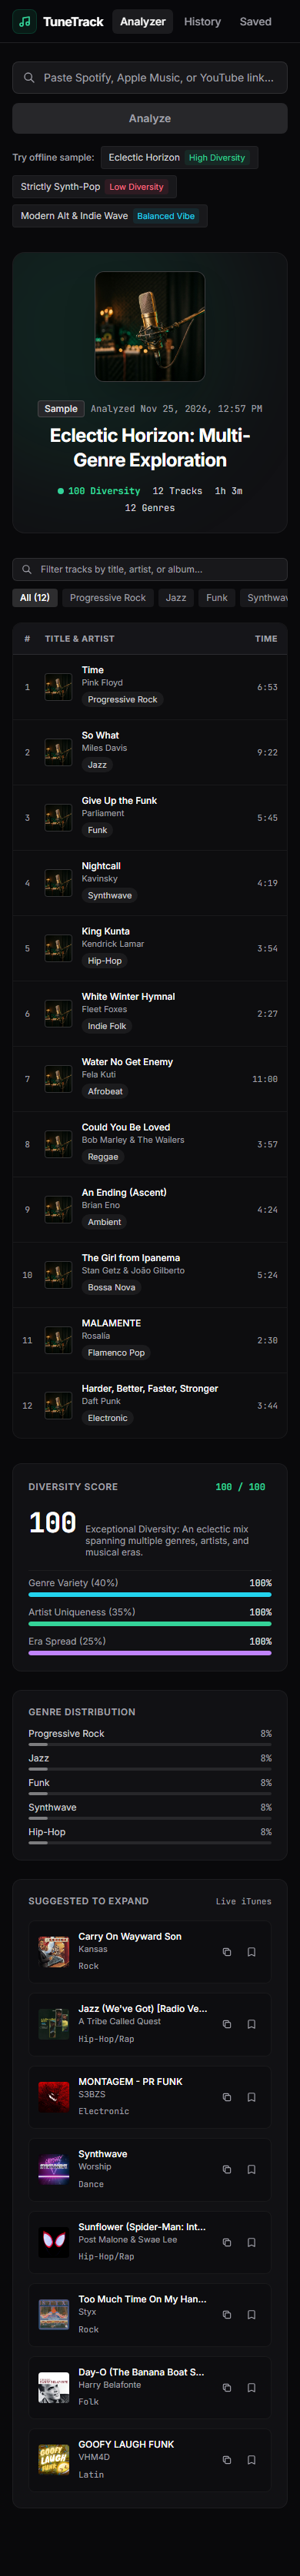 TuneTrack Analyzer History Saved
Paste Spotify, Apple Music, or YouTube link...
Analyze
Try offline sample: Eclectic Horizon High Diversity
Strictly Synth-Pop Low Diversity
Modern Alt & Indie Wave Balanced Vibe
Sample Analyzed Nov 25, 2026, 12:57 PM
Eclectic Horizon: Multi-
Genre Exploration
100 Diversity 12 Tracks 1h 3m
12 Genres
Filter tracks by title, artist, or album...
All (12) Progressive Rock Jazz Funk Synthwav
# TITLE & ARTIST TIME
Time
1 Pink Floyd 6:53
Progressive Rock
So What
2 Miles Davis 9:22
Jazz
Give Up the Funk
3 Parliament 5:45
Funk
Nightcall
4 Kavinsky 4:19
Synthwave
King Kunta
5 Kendrick Lamar 3:54
Hip-Hop
White Winter Hymnal
6 Fleet Foxes 2:27
Indie Folk
Water No Get Enemy
7 Fela Kuti 11:00
Afrobeat
Could You Be Loved
8 Bob Marley & The Wailers 3:57
Reggae
An Ending (Ascent)
9 Brian Eno 4:24
Ambient
The Girl from Ipanema
10 Stan Getz & João Gilberto 5:24
Bossa Nova
MALAMENTE
11 Rosalía 2:30
Flamenco Pop
Harder, Better, Faster, Stronger
12 Daft Punk 3:44
Electronic
DIVERSITY SCORE 100 / 100
100 Exceptional Diversity: An eclectic mix
spanning multiple genres, artists, and
musical eras.
Genre Variety (40%) 100%
Artist Uniqueness (35%) 100%
Era Spread (25%) 100%
GENRE DISTRIBUTION
Progressive Rock 8%
Jazz 8%
Funk 8%
Synthwave 8%
Hip-Hop 8%
SUGGESTED TO EXPAND Live iTunes
Carry On Wayward Son
Kansas
Rock
Jazz (We've Got) [Radio Ve...
A Tribe Called Quest
Hip-Hop/Rap
MONTAGEM - PR FUNK
S3BZS
Electronic
Synthwave
Worship
Dance
Sunflower (Spider-Man: Int...
Post Malone & Swae Lee
Hip-Hop/Rap
Too Much Time On My Han...
Styx
Rock
Day-O (The Banana Boat S...
Harry Belafonte
Folk
GOOFY LAUGH FUNK
VHM4D
Latin